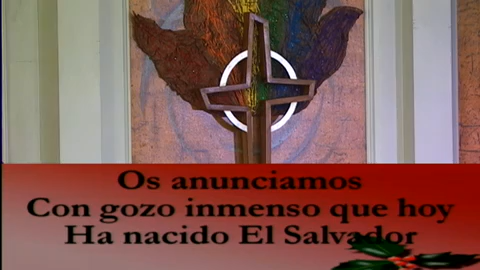 Os anunciamos
Con gozo inmenso que hoy
Ha nacido El Salvador